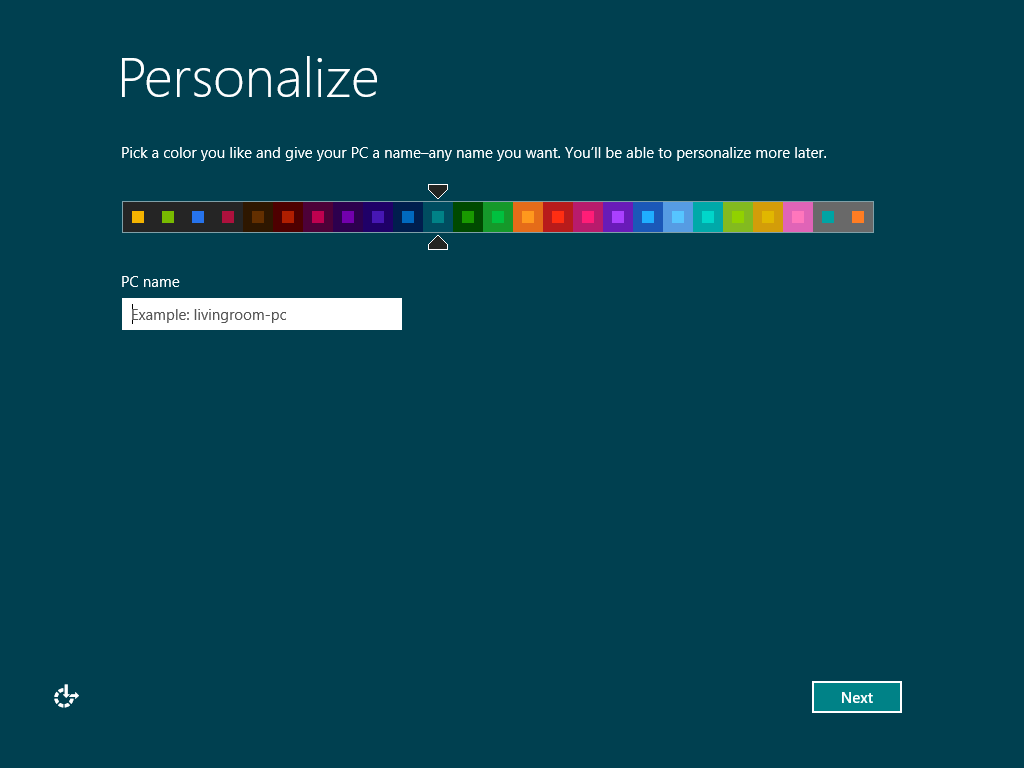 Personalize
Pick a color you like and give your PC a name–any name you want. You'll be able to personalize more later.
PC name
Example: livingroom-pc
Next